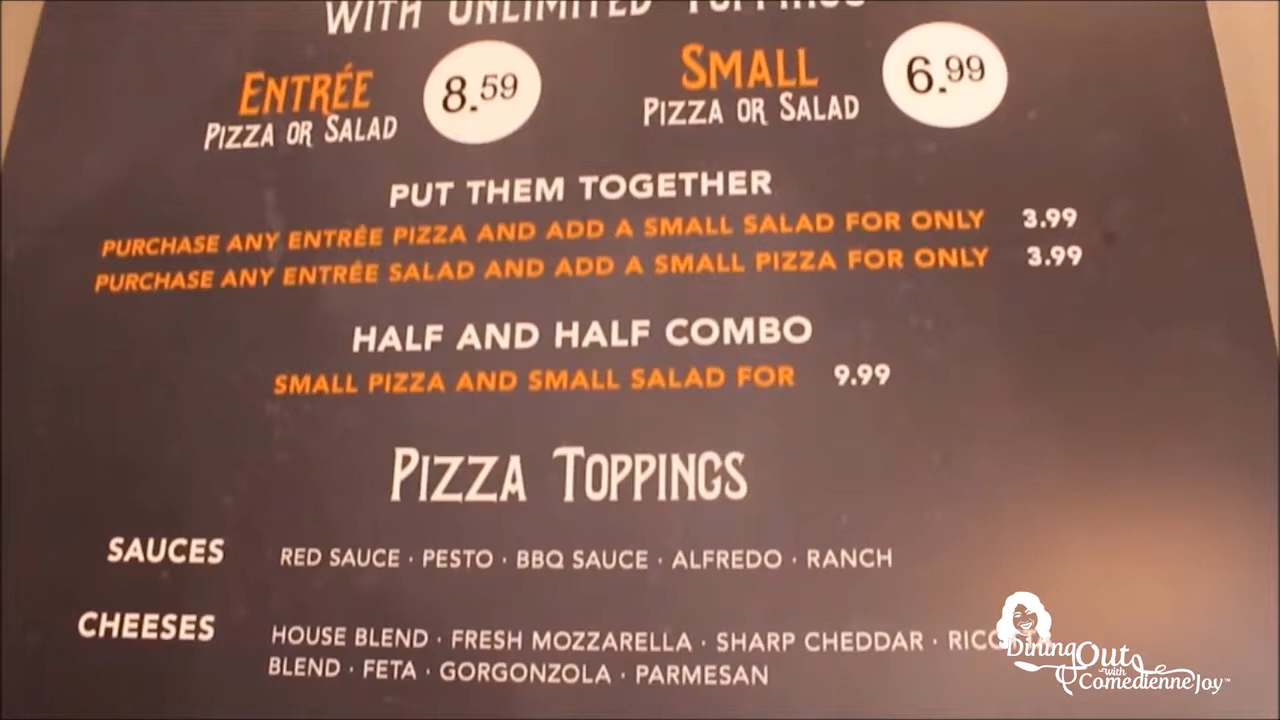 WITH UNLIMITED TOPPINGS
ENTRÉE 8.59
PIZZA OR SALAD
SMALL 6.99
PIZZA OR SALAD
PUT THEM TOGETHER
PURCHASE ANY ENTRÉE PIZZA AND ADD A SMALL SALAD FOR ONLY 3.99
PURCHASE ANY ENTRÉE SALAD AND ADD A SMALL PIZZA FOR ONLY 3.99
HALF AND HALF COMBO
SMALL PIZZA AND SMALL SALAD FOR 9.99
PIZZA TOPPINGS
SAUCES RED SAUCE · PESTO · BBQ SAUCE · ALFREDO · RANCH
CHEESES HOUSE BLEND · FRESH MOZZARELLA · SHARP CHEDDAR ·
BLEND · FETA · GORGONZOLA · PARMESAN
Dining Out
with
Comedienne Joy™